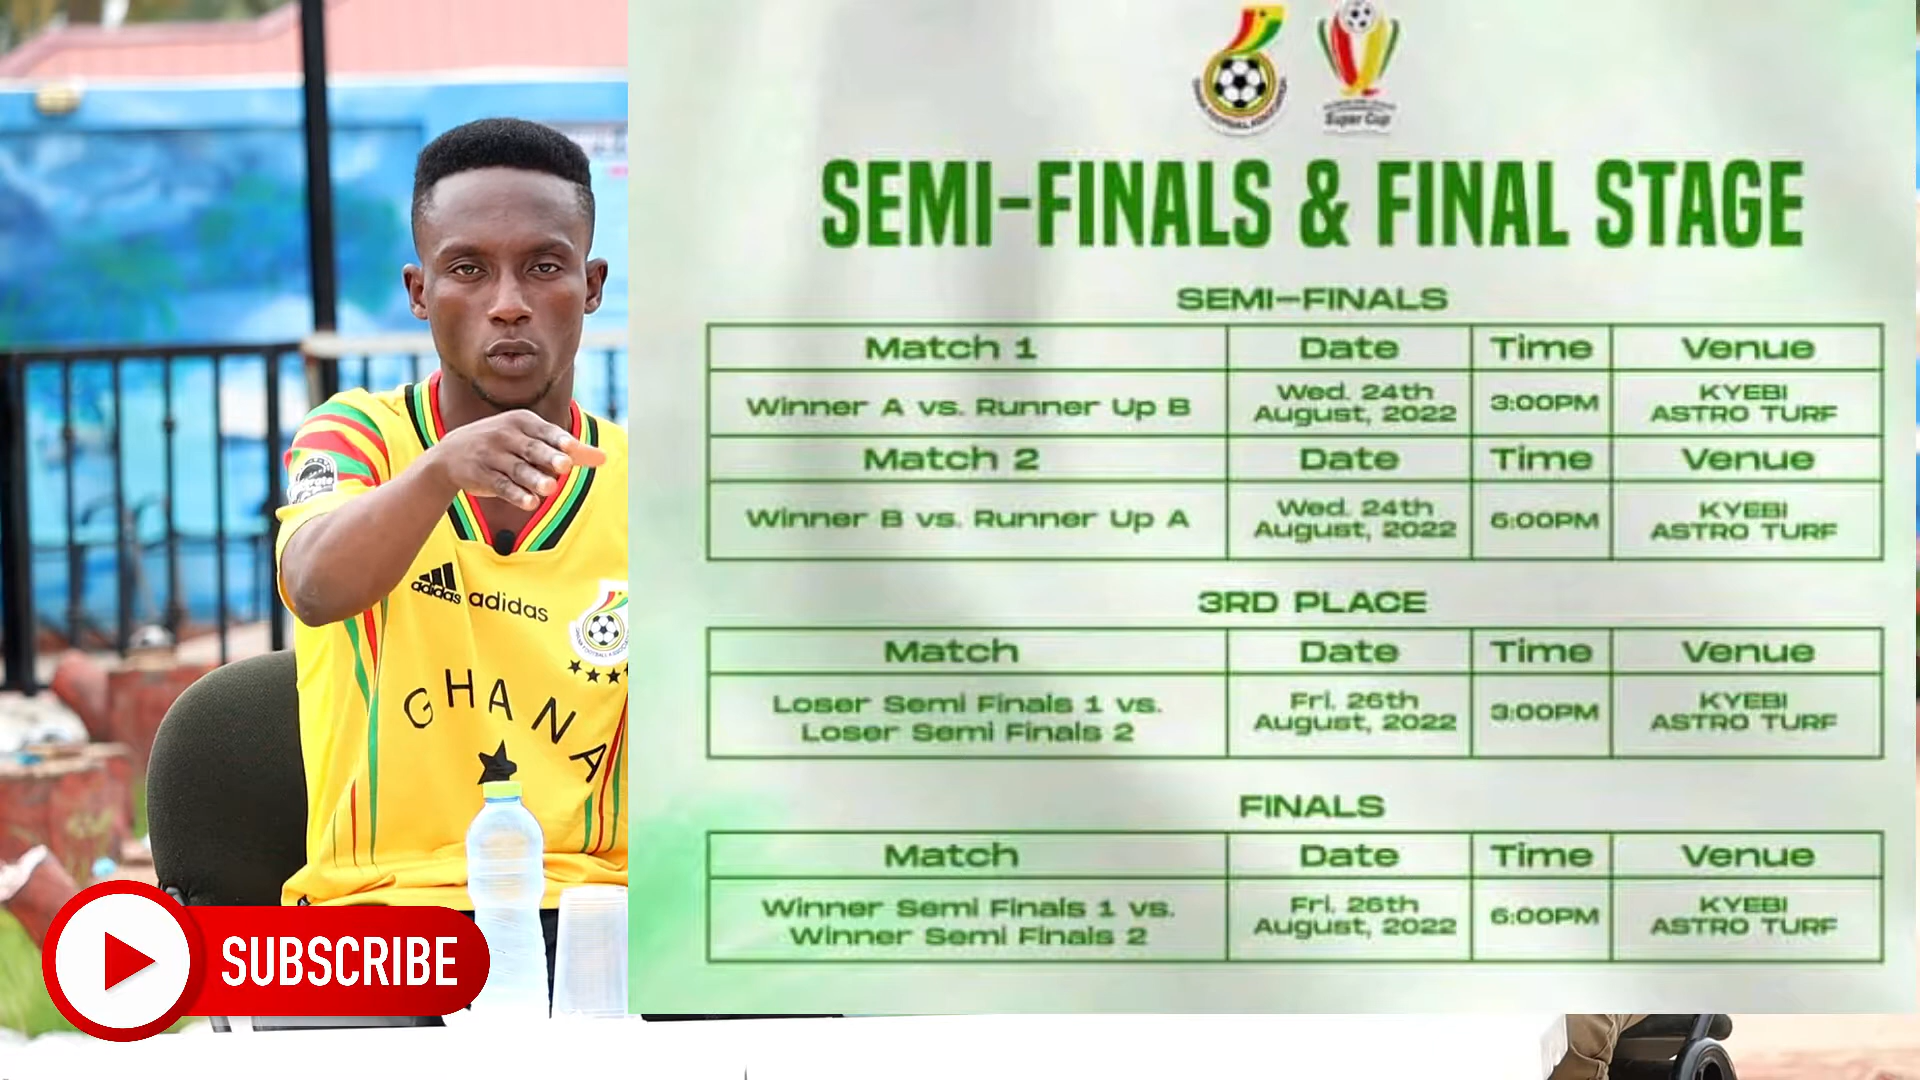 Super Cup
SEMI-FINALS & FINAL STAGE
SEMI-FINALS
Match 1 Date Time Venue
Winner A vs. Runner Up B Wed. 24th August, 2022 3:00PM KYEBI ASTRO TURF
Match 2 Date Time Venue
Winner B vs. Runner Up A Wed. 24th August, 2022 6:00PM KYEBI ASTRO TURF
3RD PLACE
Match Date Time Venue
Loser Semi Finals 1 vs. Loser Semi Finals 2 Fri. 26th August, 2022 3:00PM KYEBI ASTRO TURF
FINALS
Match Date Time Venue
Winner Semi Finals 1 vs. Winner Semi Finals 2 Fri. 26th August, 2022 6:00PM KYEBI ASTRO TURF
adidas adidas
GHANA
SUBSCRIBE